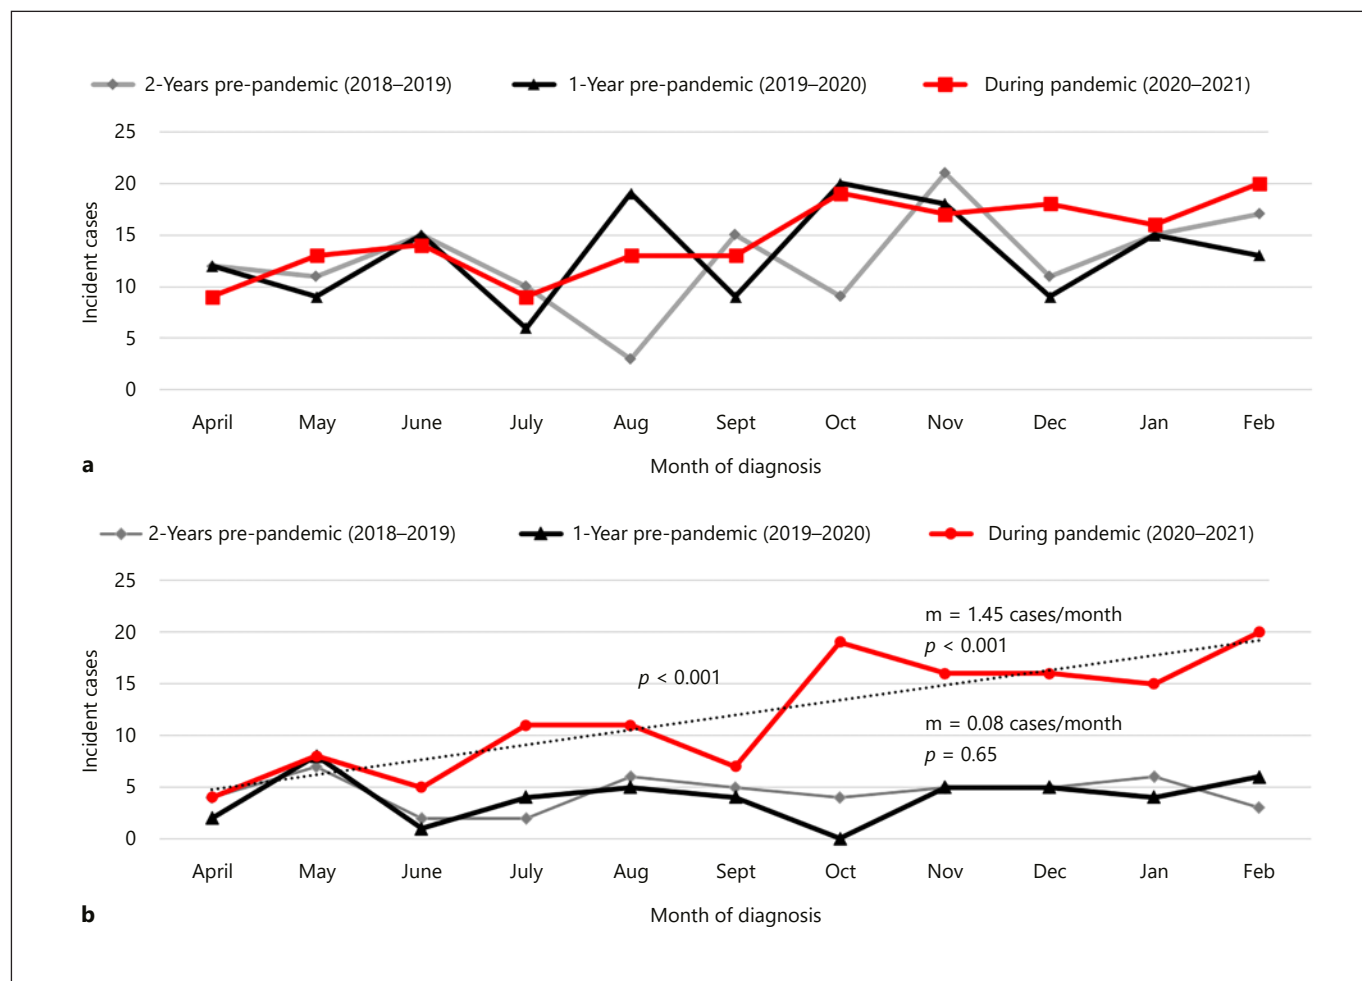 2-Years pre-pandemic (2018–2019) 1-Year pre-pandemic (2019–2020) During pandemic (2020–2021)
25
20
15
10
5
0
Incident cases
April May June July Aug Sept Oct Nov Dec Jan Feb
a Month of diagnosis
2-Years pre-pandemic (2018–2019) 1-Year pre-pandemic (2019–2020) During pandemic (2020–2021)
25
20
15
10
5
0
Incident cases
m = 1.45 cases/month
p < 0.001
p < 0.001
m = 0.08 cases/month
p = 0.65
April May June July Aug Sept Oct Nov Dec Jan Feb
b Month of diagnosis